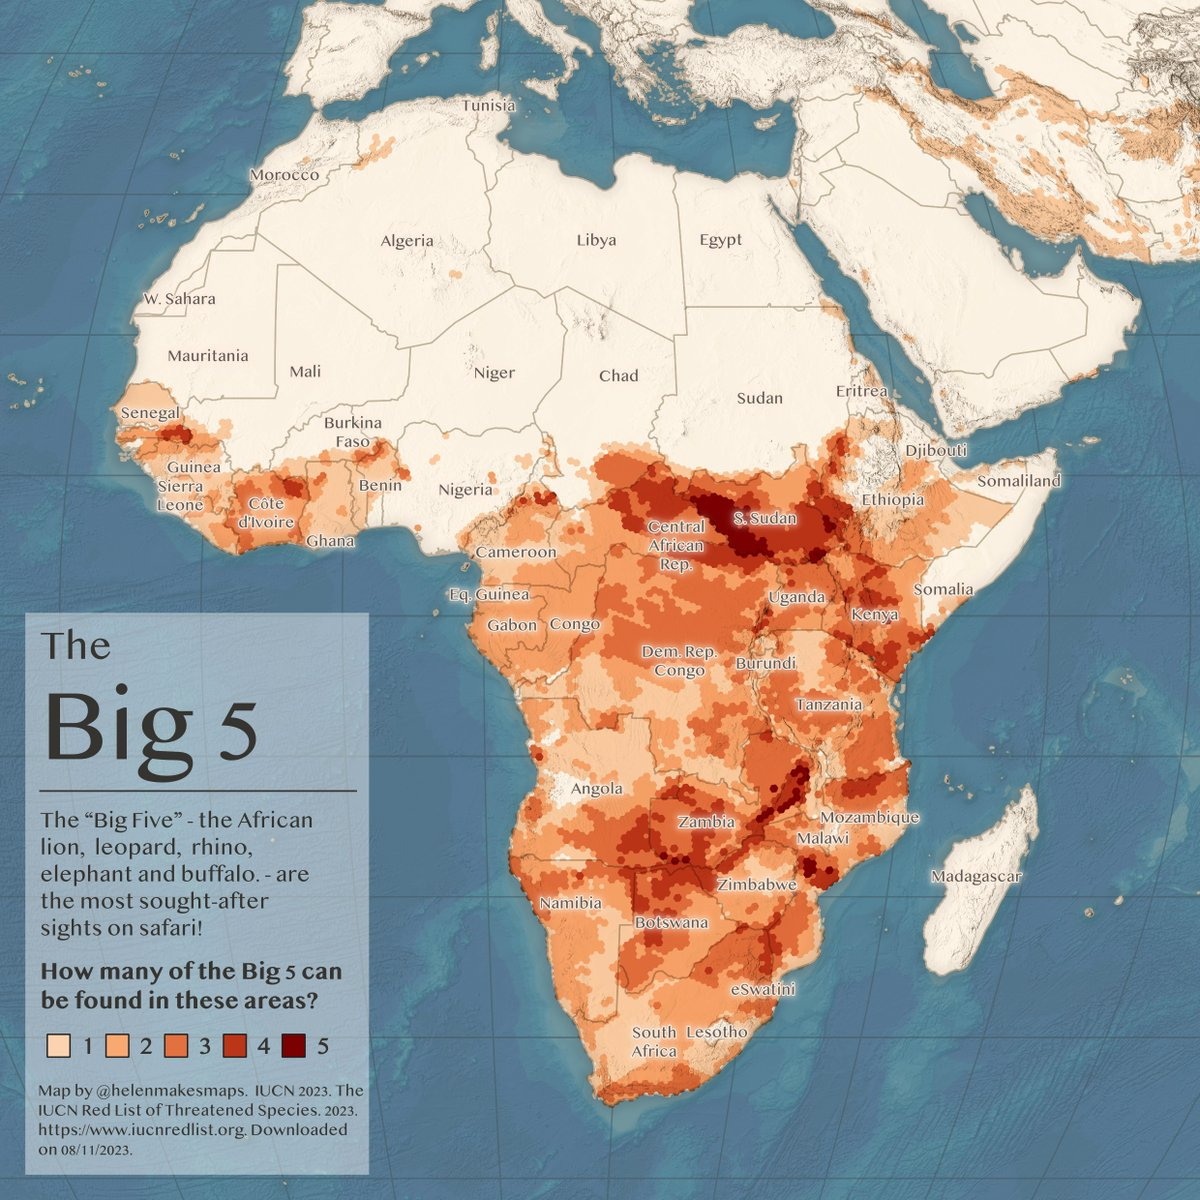 Tunisia
Morocco
Algeria
Libya
Egypt
W. Sahara
Mauritania
Mali
Niger
Chad
Sudan
Eritrea
Senegal
Burkina
Faso
Djibouti
Guinea
Sierra
Leone
Côte
d'Ivoire
Benin
Nigeria
Ghana
Somaliland
Ethiopia
S. Sudan
Central
African
Rep.
Cameroon
Eq. Guinea
Gabon
Congo
Uganda
Kenya
Somalia
Dem. Rep.
Congo
Burundi
Tanzania
Angola
Zambia
Mozambique
Malawi
Zimbabwe
Namibia
Botswana
Madagascar
eSwatini
South
Africa
Lesotho
The
Big 5
The “Big Five” - the African
lion, leopard, rhino,
elephant and buffalo. - are
the most sought-after
sights on safari!
How many of the Big 5 can
be found in these areas?
1 2 3 4 5
Map by @helenmakesmaps. IUCN 2023. The
IUCN Red List of Threatened Species. 2023.
https://www.iucnredlist.org. Downloaded
on 08/11/2023.